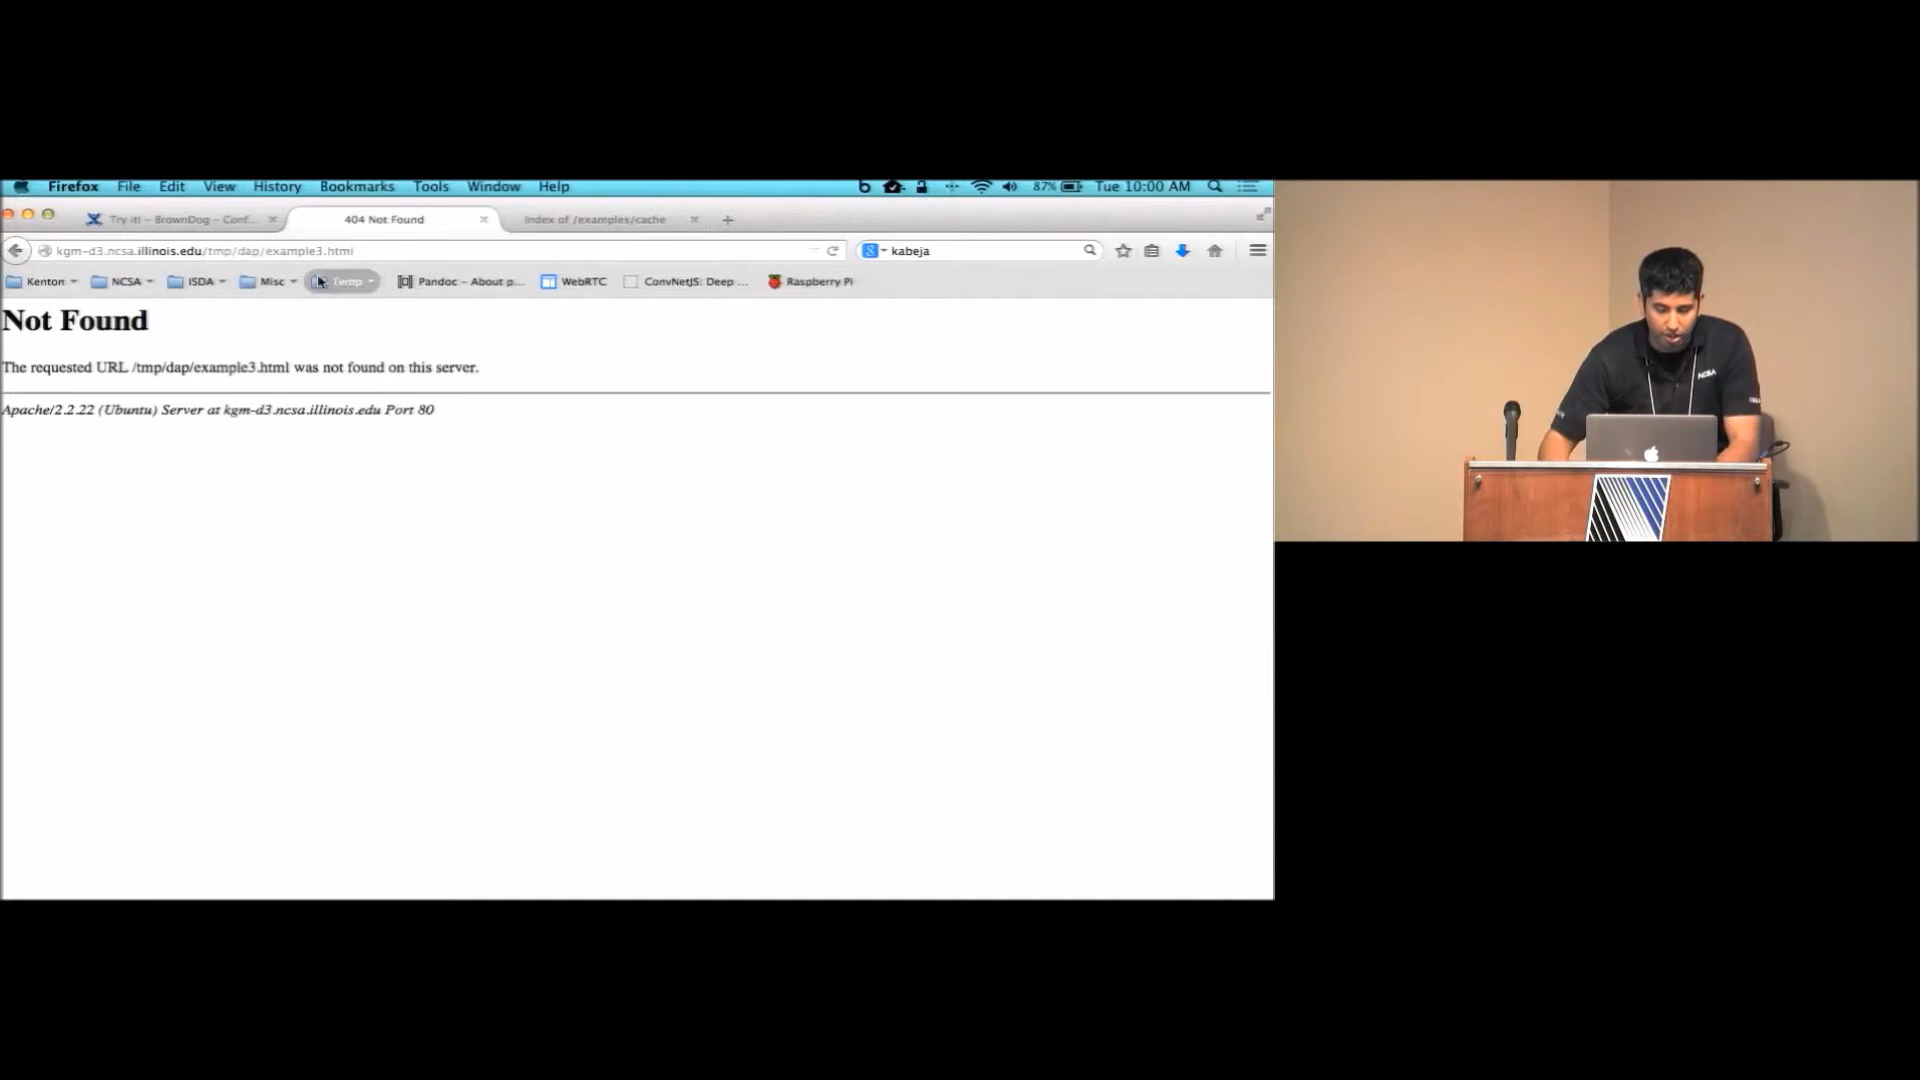 Firefox File Edit View History Bookmarks Tools Window Help 87% Tue 10:00 AM
Try it! - BrownDog - Conf... 404 Not Found Index of /examples/cache
kgm-d3.ncsa.illinois.edu/tmp/dap/example3.html kabeja
Kenton NCSA ISDA Misc Temp Pandoc - About p... WebRTC ConvNetJS: Deep ... Raspberry Pi
Not Found
The requested URL /tmp/dap/example3.html was not found on this server.
Apache/2.2.22 (Ubuntu) Server at kgm-d3.ncsa.illinois.edu Port 80
NCSA